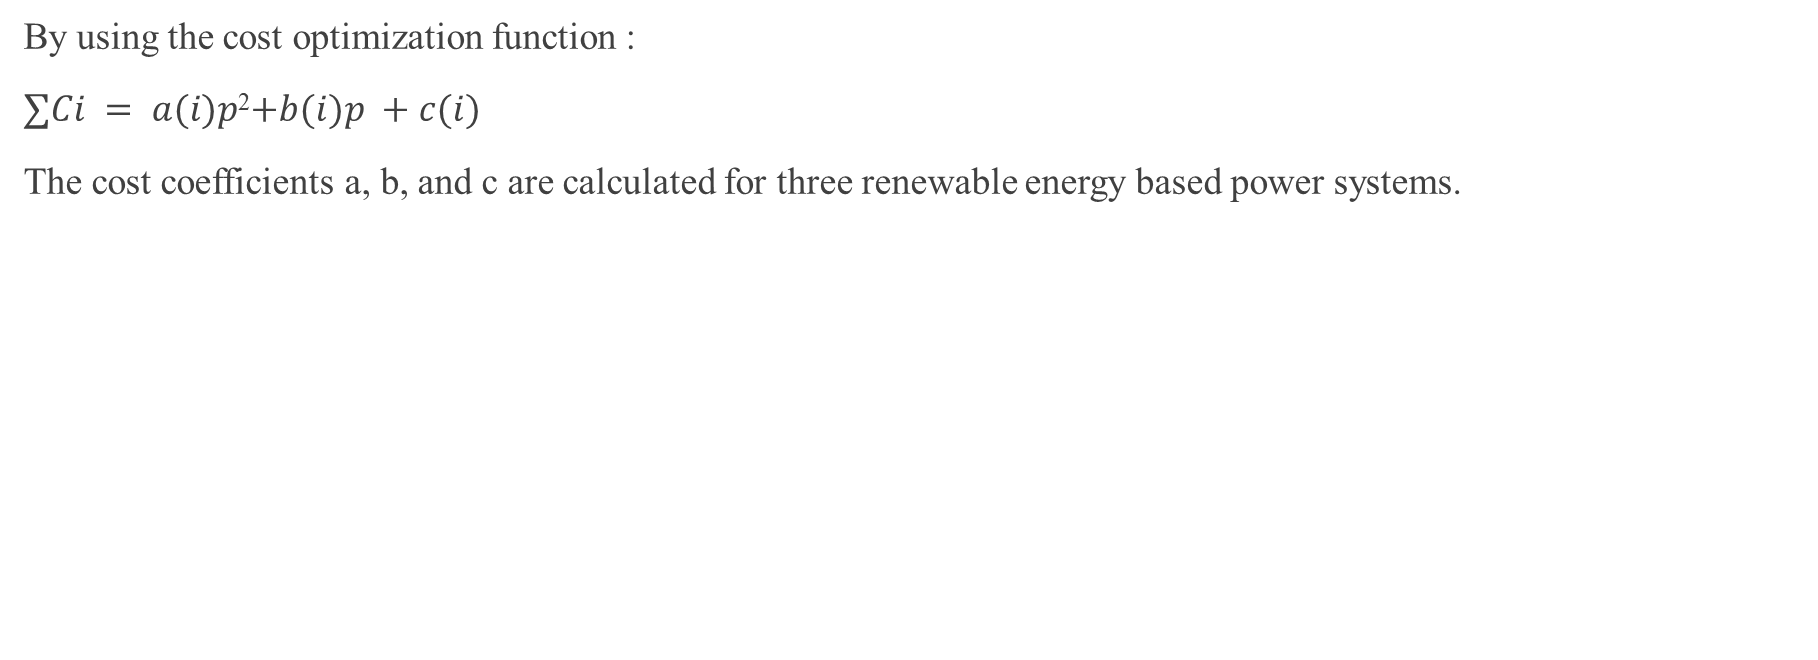 By using the cost optimization function :
∑Ci = a(i)p²+b(i)p + c(i)
The cost coefficients a, b, and c are calculated for three renewable energy based power systems.